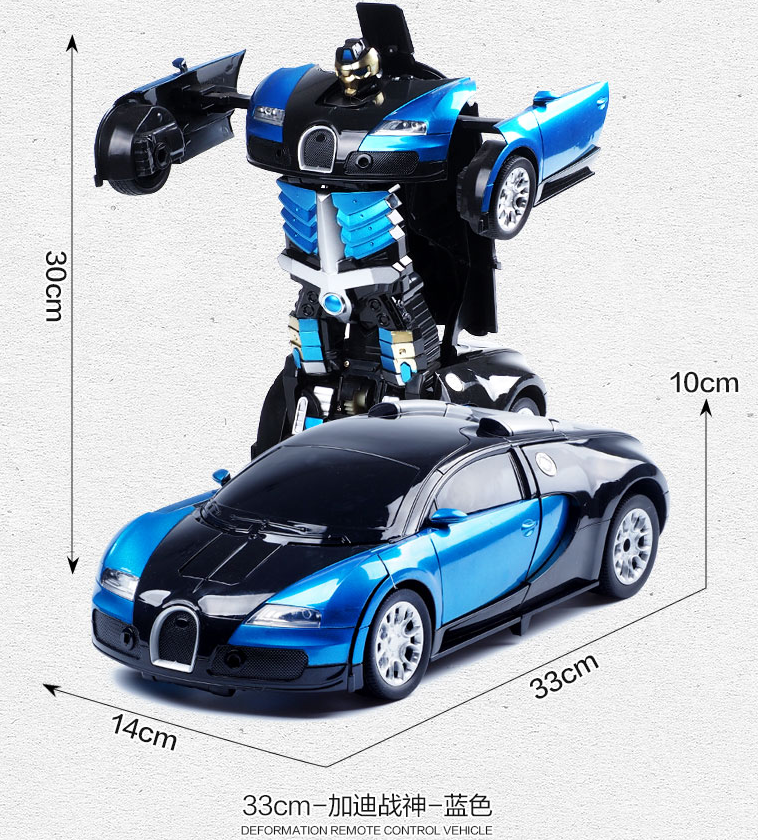 30cm
10cm
33cm
14cm
33cm-加迪战神-蓝色
DEFORMATION REMOTE CONTROL VEHICLE